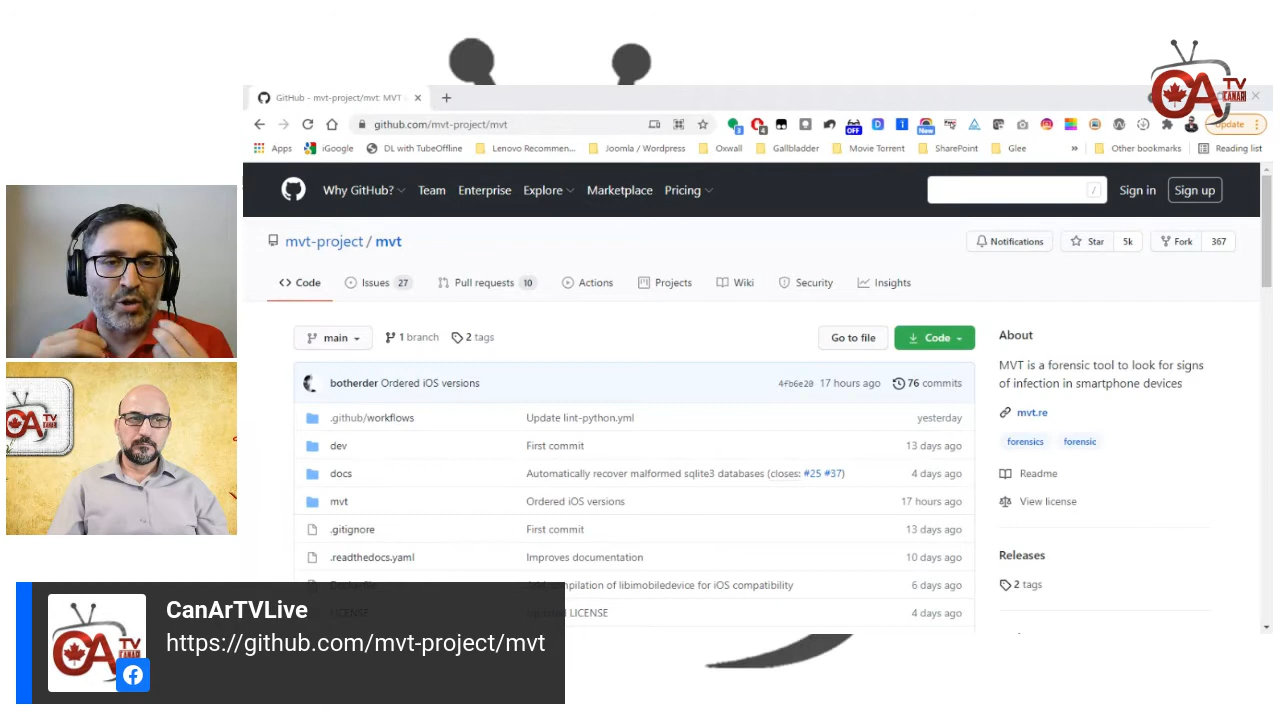 GitHub - mvt-project/mvt: MVT
github.com/mvt-project/mvt
OFF
New
Update
Apps
iGoogle
DL with TubeOffline
Lenovo Recommen...
Joomla / Wordpress
Oxwall
Gallbladder
Movie Torrent
SharePoint
Glee
»
Other bookmarks
Reading list
Why GitHub?
Team
Enterprise
Explore
Marketplace
Pricing
/
Sign in
Sign up
mvt-project / mvt
Notifications
Star 5k
Fork 367
Code
Issues 27
Pull requests 10
Actions
Projects
Wiki
Security
Insights
main
1 branch
2 tags
Go to file
Code
botherder Ordered iOS versions
4fb6e20 17 hours ago
76 commits
.github/workflows Update lint-python.yml yesterday
dev First commit 13 days ago
docs Automatically recover malformed sqlite3 databases (closes: #25 #37) 4 days ago
mvt Ordered iOS versions 17 hours ago
.gitignore First commit 13 days ago
.readthedocs.yaml Improves documentation 10 days ago
compilation of libimobiledevice for iOS compatibility 6 days ago
LICENSE LICENSE 4 days ago
About
MVT is a forensic tool to look for signs
of infection in smartphone devices
mvt.re
forensics forensic
Readme
View license
Releases
2 tags
CA TV
CANAR
CanArTVLive
https://github.com/mvt-project/mvt